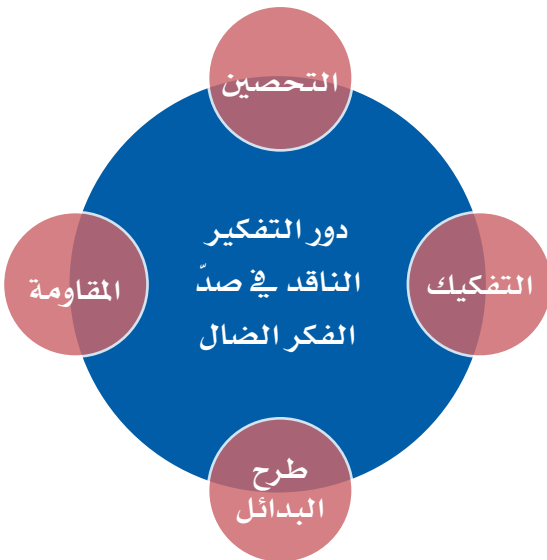 التحصين
دور التفكير
الناقد في صدّ
الفكر الضال
التفكيك
المقاومة
طرح
البدائل